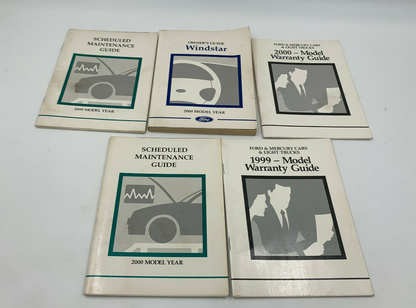 SCHEDULED
MAINTENANCE
GUIDE
1999 MODEL YEAR
OWNER'S GUIDE
Windstar
2000 MODEL YEAR
Ford
FORD & MERCURY CARS
& LIGHT TRUCKS
2000 – Model
Warranty Guide
SCHEDULED
MAINTENANCE
GUIDE
2000 MODEL YEAR
FORD & MERCURY CARS
& LIGHT TRUCKS
1999 – Model
Warranty Guide